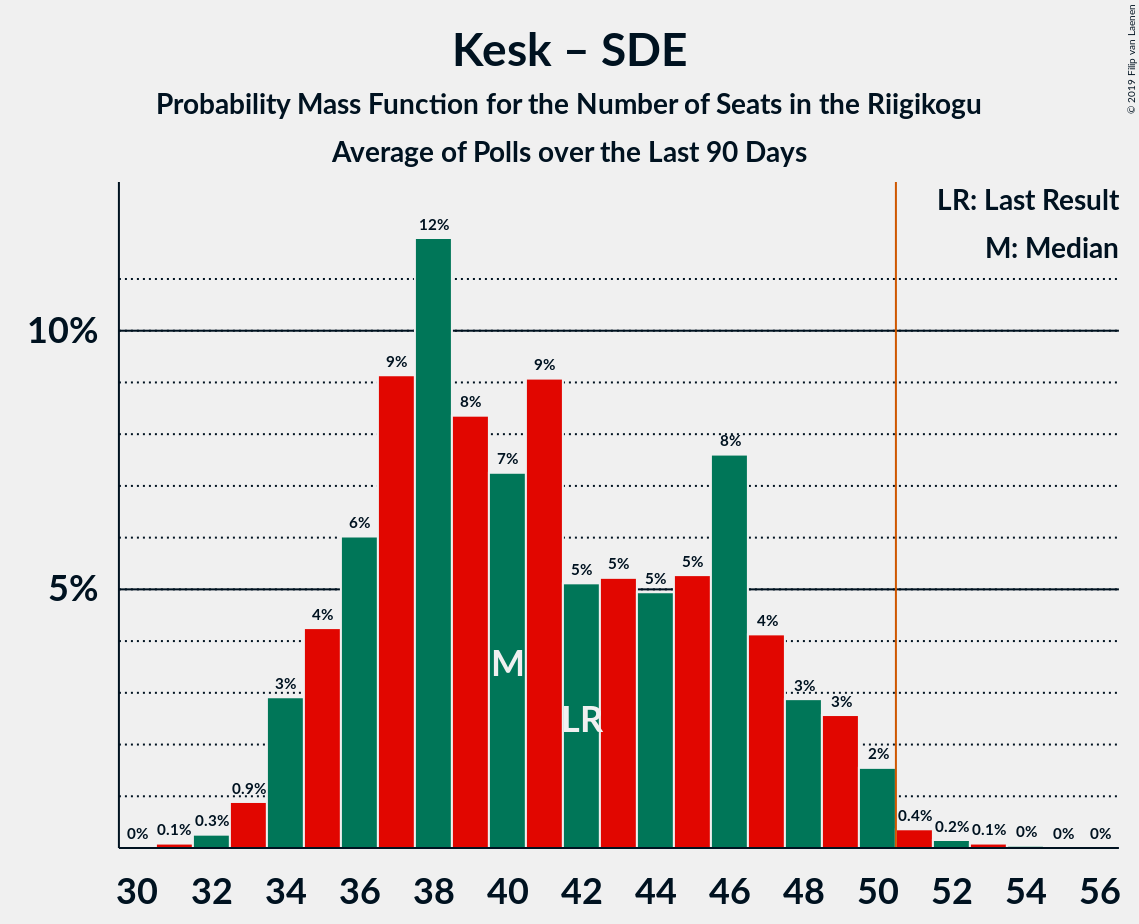 Kesk – SDE
Probability Mass Function for the Number of Seats in the Riigikogu
Average of Polls over the Last 90 Days
© 2019 Filip van Laenen
LR: Last Result
M: Median
10%
5%
0% 0.1% 0.3% 0.9% 3% 4% 6% 9% 12% 8% 7% 9% 5% 5% 5% 5% 8% 4% 3% 3% 2% 0.4% 0.2% 0.1% 0% 0% 0%
M
LR
30 32 34 36 38 40 42 44 46 48 50 52 54 56